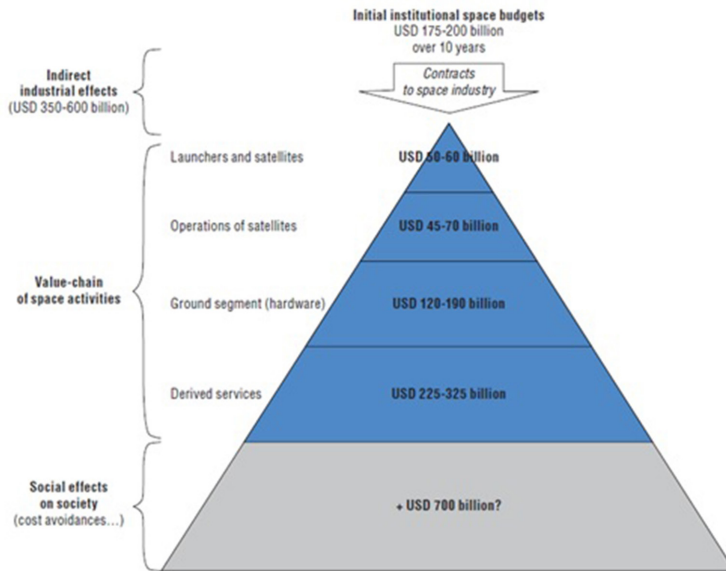 Initial institutional space budgets
USD 175-200 billion
over 10 years
Indirect
industrial effects
(USD 350-600 billion)
Contracts
to space industry
Launchers and satellites
USD 50-60 billion
Operations of satellites
USD 45-70 billion
Value-chain
of space activities
Ground segment (hardware)
USD 120-190 billion
Derived services
USD 225-325 billion
Social effects
on society
(cost avoidances...)
+ USD 700 billion?